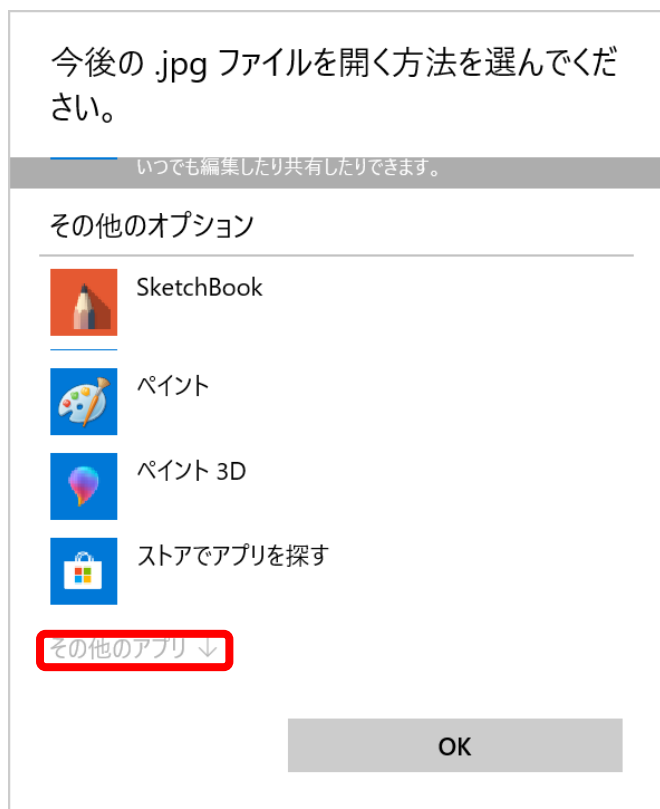 今後の .jpg ファイルを開く方法を選んでくだ
さい。
いつでも編集したり共有したりできます。
その他のオプション
SketchBook
ペイント
ペイント 3D
ストアでアプリを探す
その他のアプリ ↓
OK